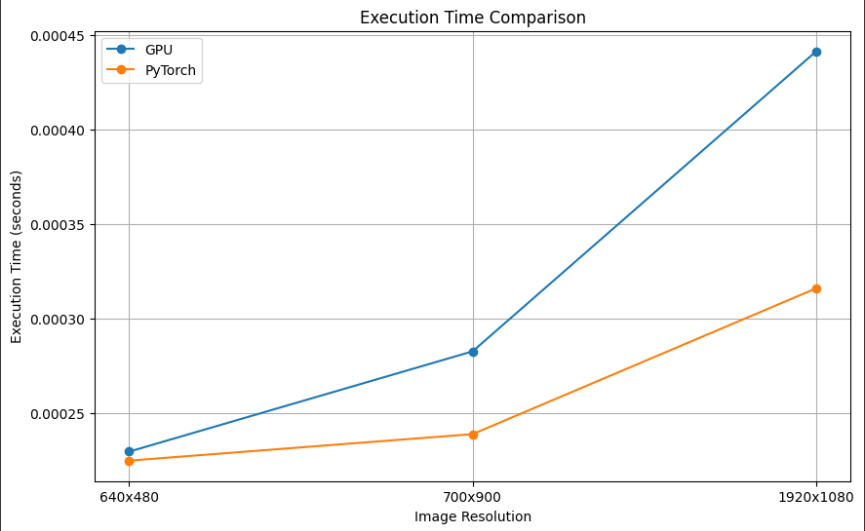 Execution Time Comparison
GPU
PyTorch
0.00045
0.00040
0.00035
0.00030
0.00025
Execution Time (seconds)
640x480
700x900
1920x1080
Image Resolution